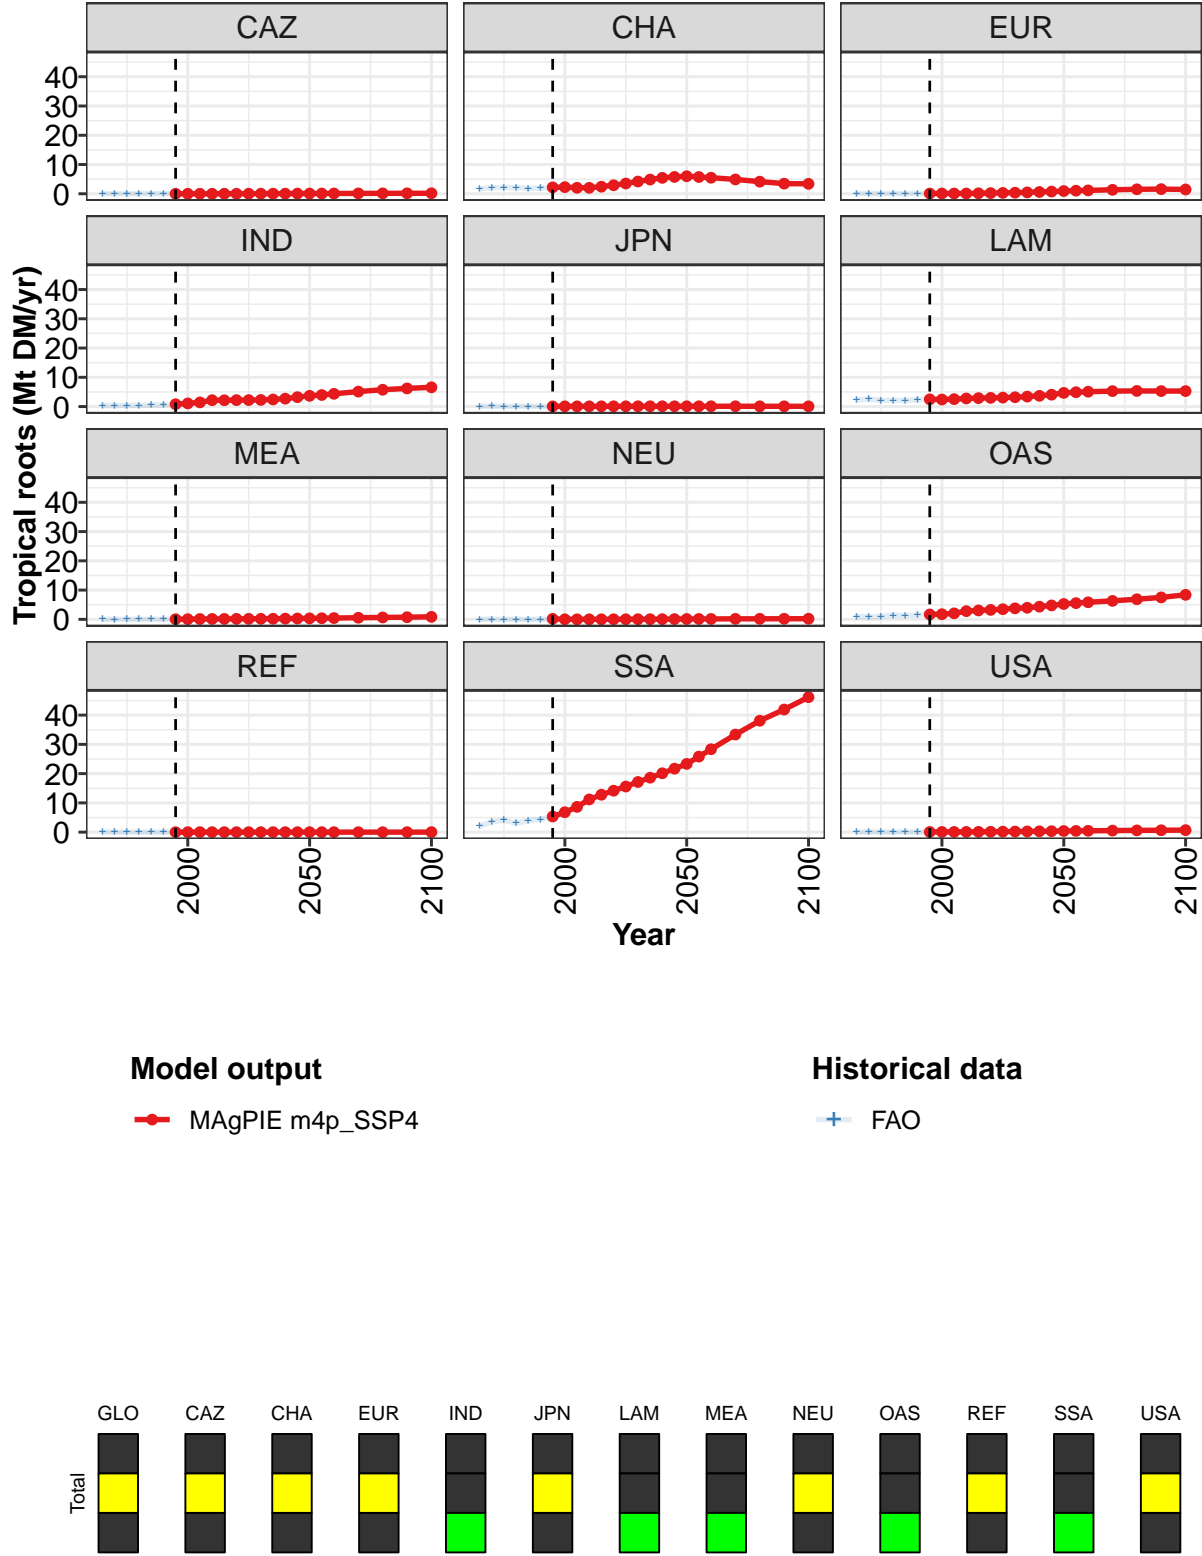 CAZ CHA EUR
40
30
20
10
0
IND JPN LAM
40
30
20
10
0
MEA NEU OAS
40
30
20
10
0
REF SSA USA
40
30
20
10
0
Tropical roots (Mt DM/yr)
2000 2050 2100 2000 2050 2100 2000 2050 2100
Year
Model output Historical data
MAgPIE m4p_SSP4 FAO
GLO CAZ CHA EUR IND JPN LAM MEA NEU OAS REF SSA USA
Total